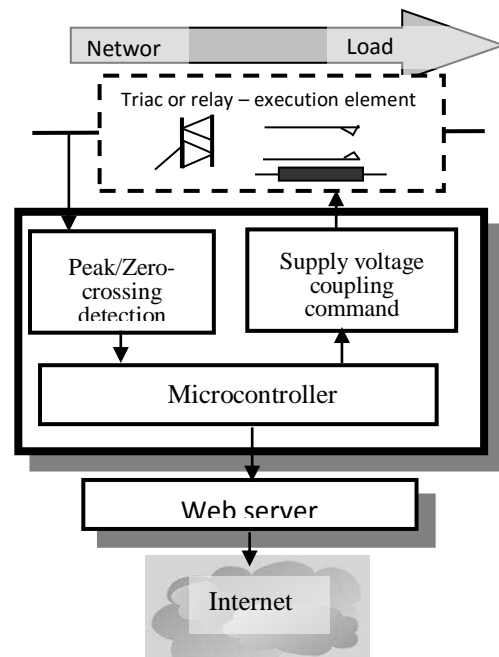 Networ Load
Triac or relay – execution element
Peak/Zero-
crossing
detection
Supply voltage
coupling
command
Microcontroller
Web server
Internet